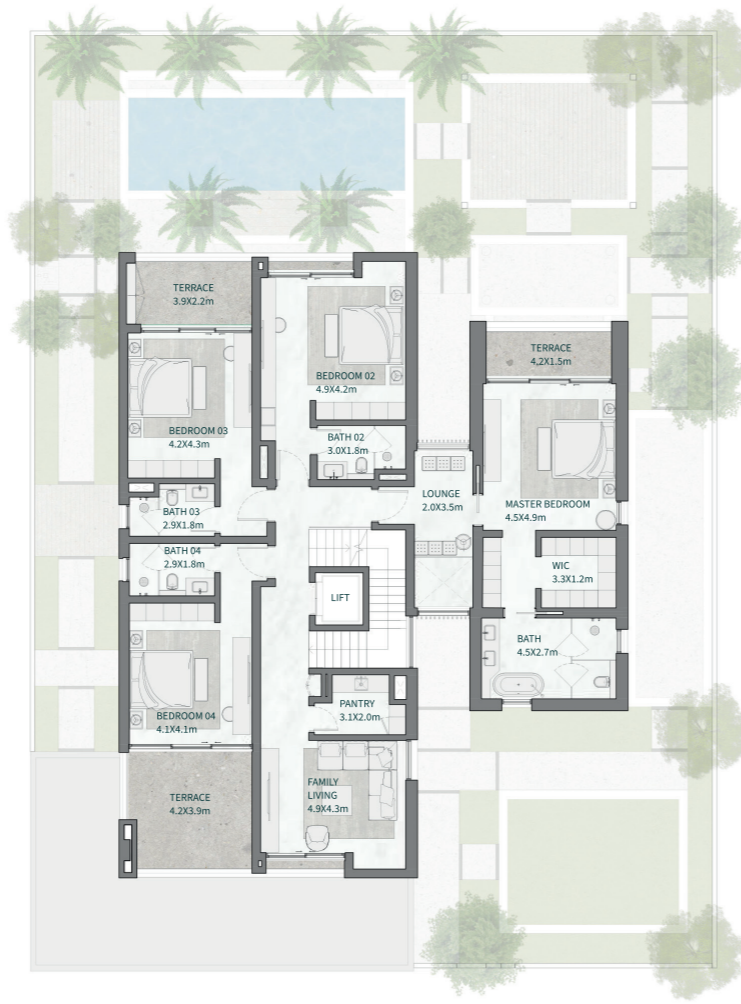 TERRACE
3.9X2.2m
BEDROOM 02
4.9X4.2m
TERRACE
4.2X1.5m
BEDROOM 03
4.2X4.3m
BATH 02
3.0X1.8m
LOUNGE
2.0X3.5m
MASTER BEDROOM
4.5X4.9m
BATH 03
2.9X1.8m
BATH 04
2.9X1.8m
WIC
3.3X1.2m
LIFT
BATH
4.5X2.7m
BEDROOM 04
4.1X4.1m
PANTRY
3.1X2.0m
TERRACE
4.2X3.9m
FAMILY
LIVING
4.9X4.3m